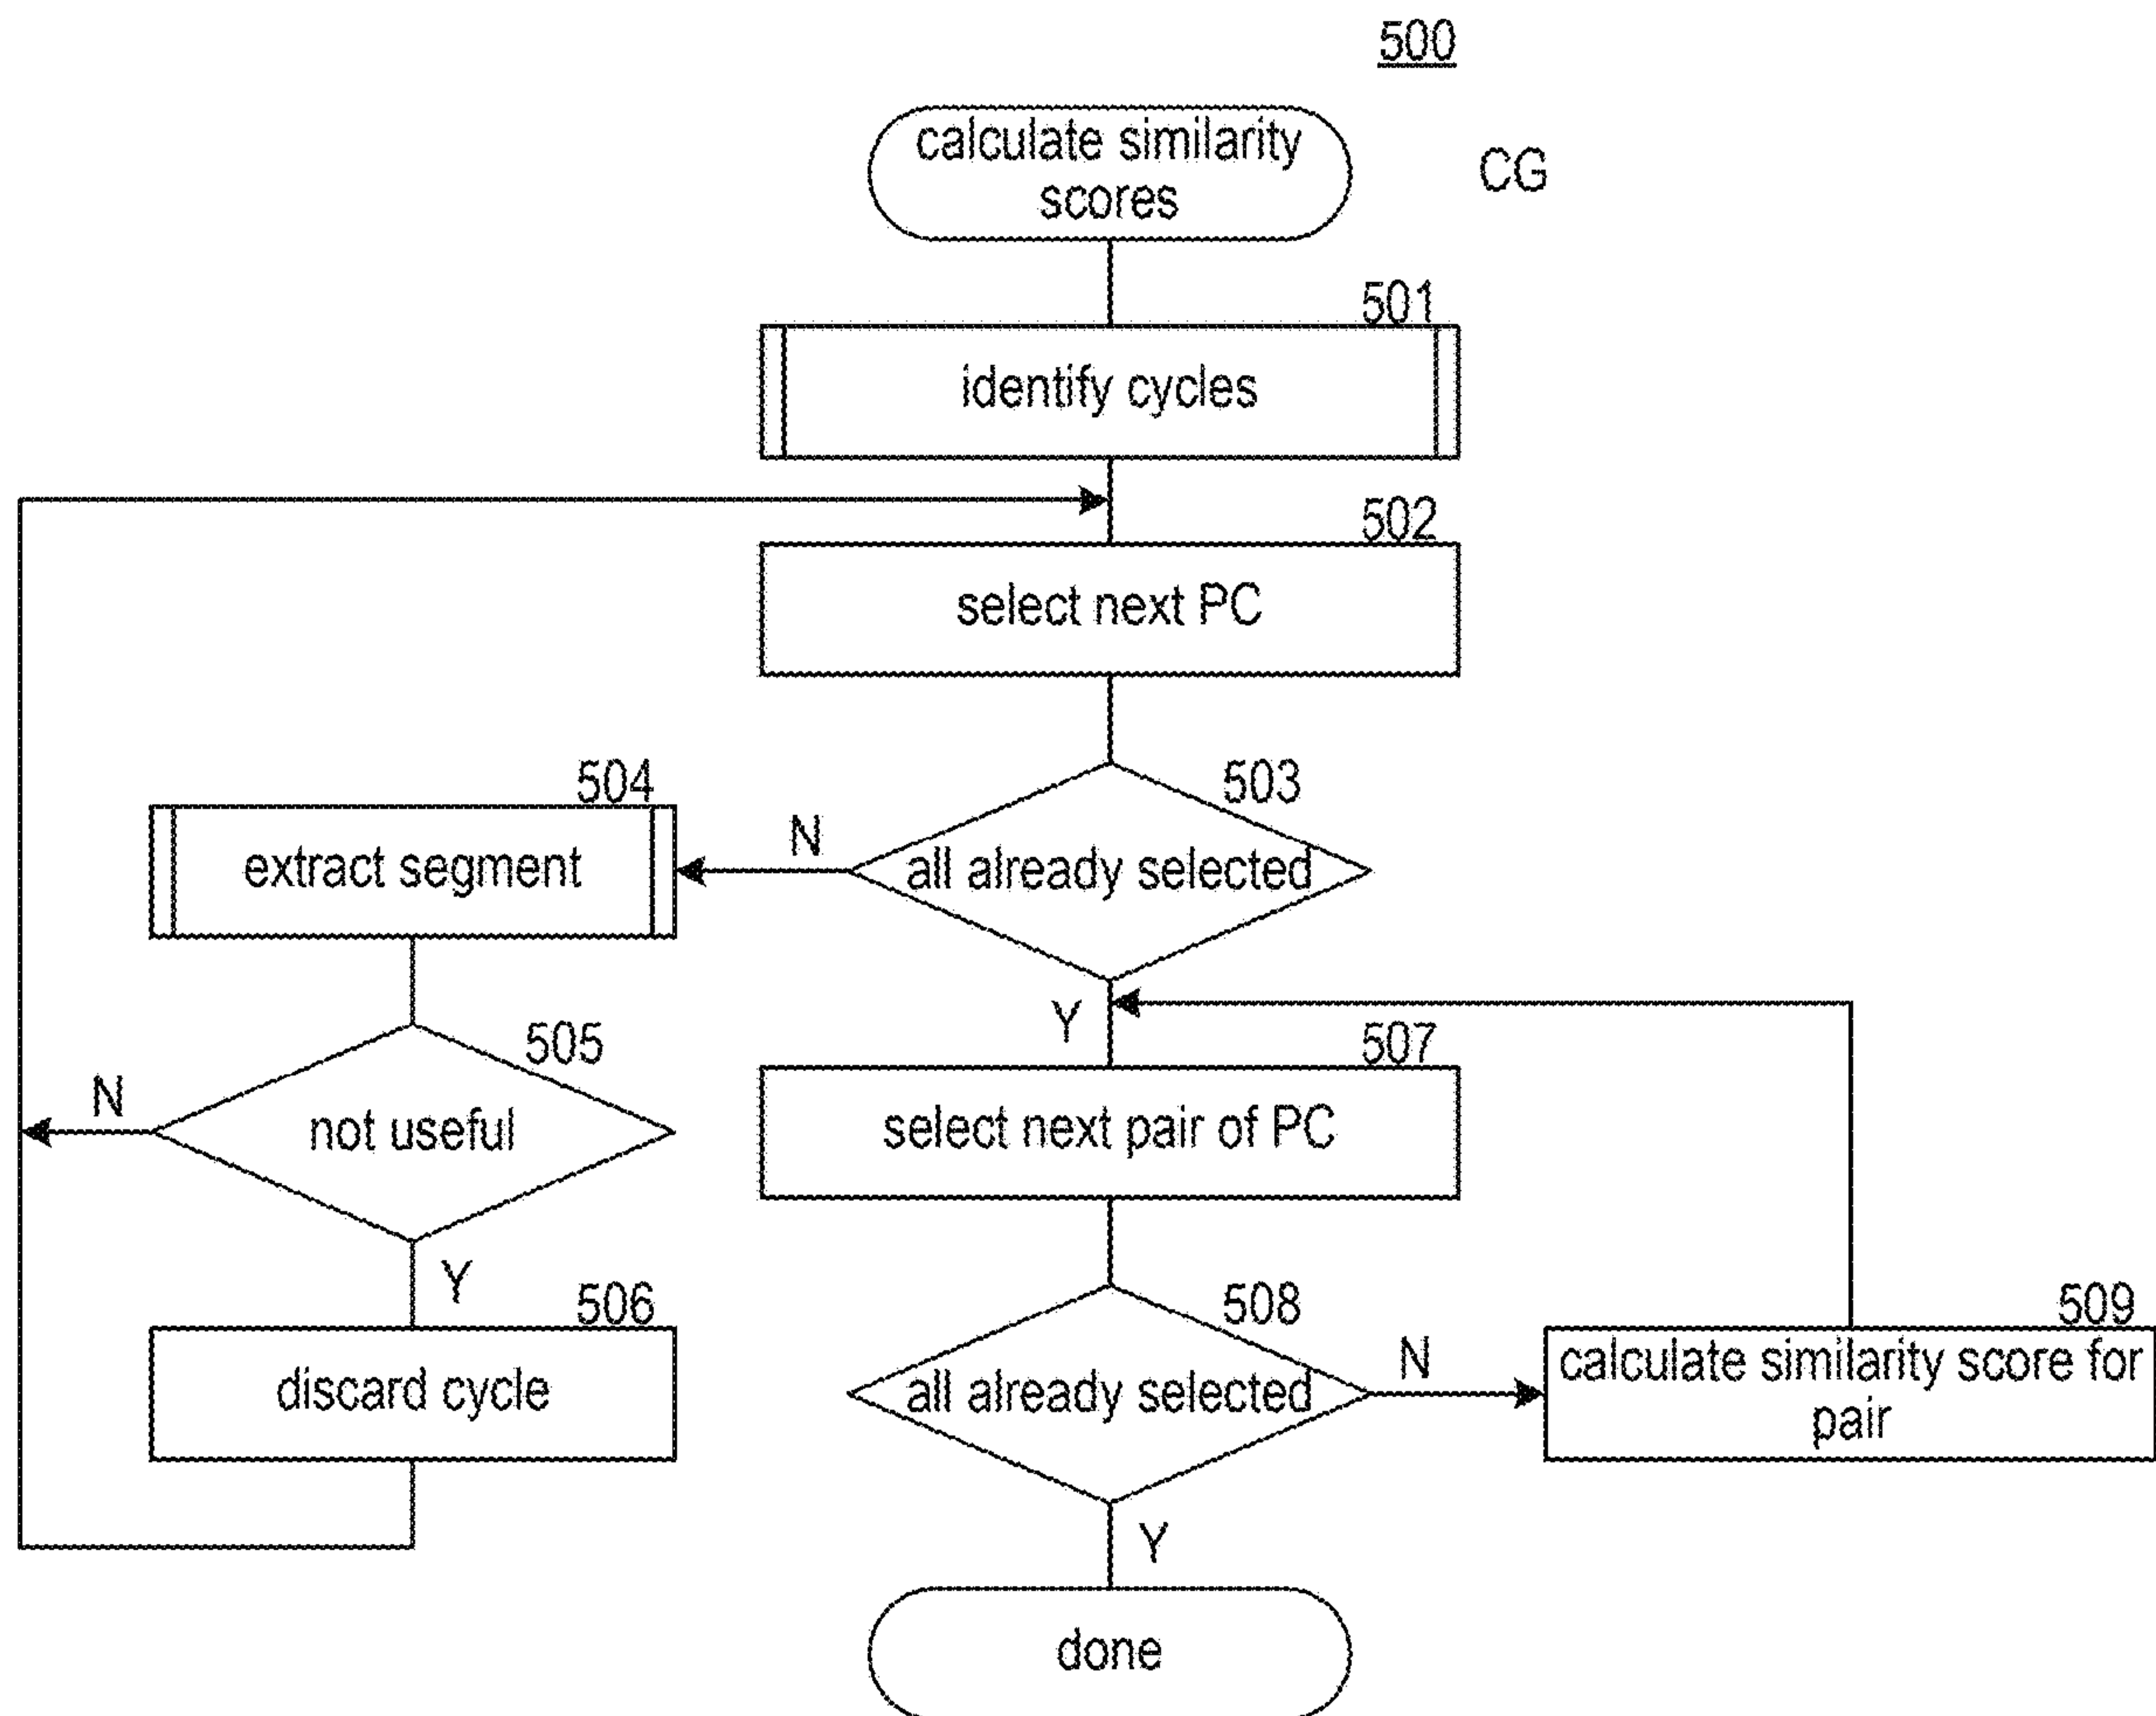 500
calculate similarity
scores
CG
501
identify cycles
502
select next PC
503
all already selected
N
504
extract segment
505
not useful
N
Y
506
discard cycle
Y
507
select next pair of PC
508
all already selected
N
509
calculate similarity score for
pair
Y
done